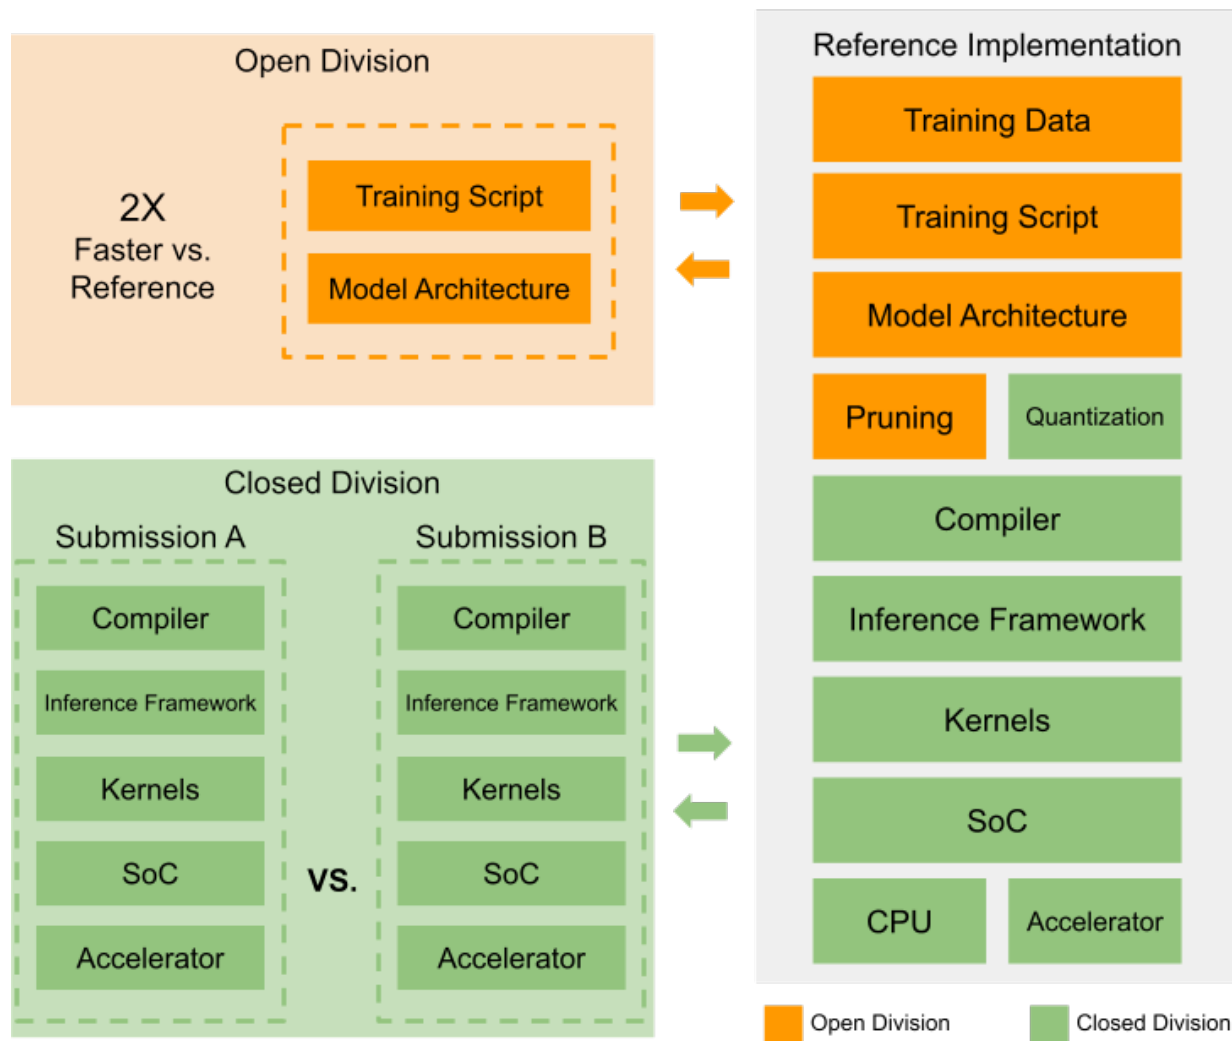 Open Division
2X
Faster vs.
Reference
Training Script
Model Architecture
Closed Division
Submission A
Compiler
Inference Framework
Kernels
SoC
Accelerator
vs.
Submission B
Compiler
Inference Framework
Kernels
SoC
Accelerator
Reference Implementation
Training Data
Training Script
Model Architecture
Pruning
Quantization
Compiler
Inference Framework
Kernels
SoC
CPU
Accelerator
Open Division
Closed Division